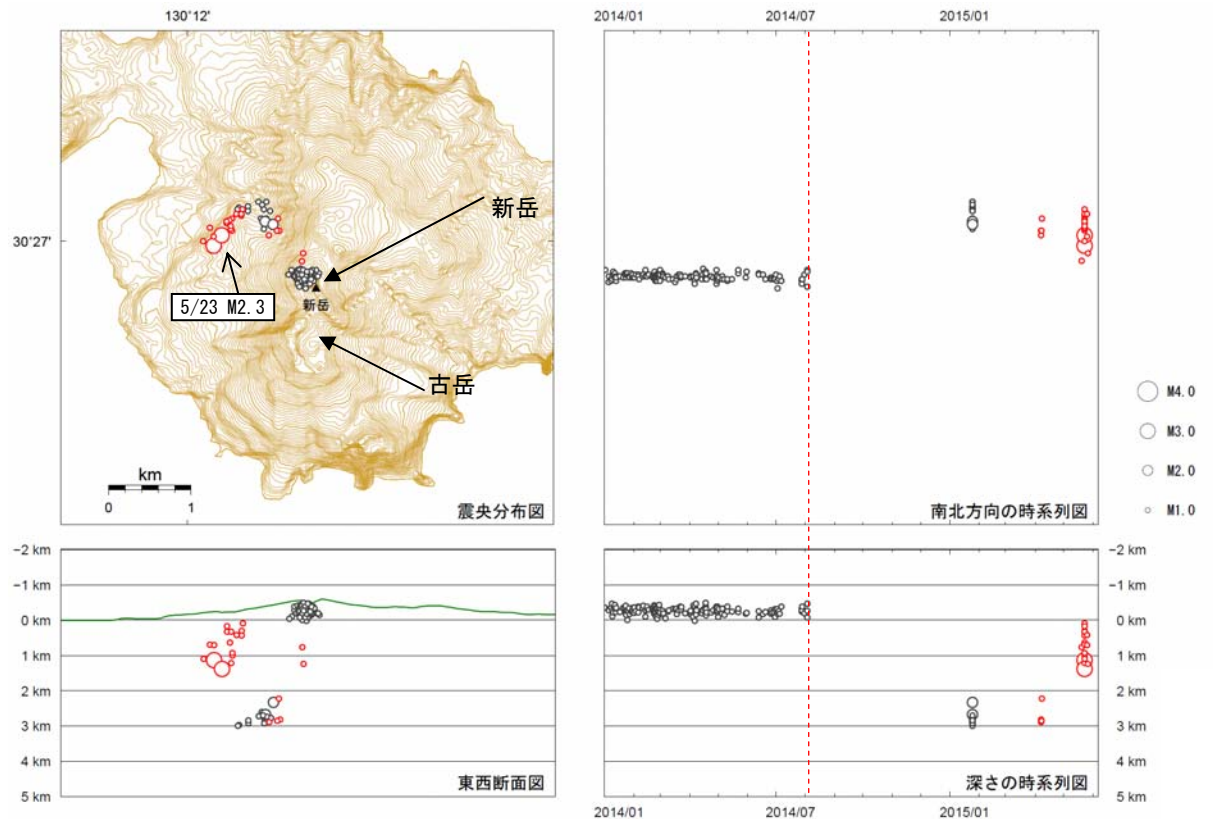 130°12'
2014/01 2014/07 2015/01
30°27'
新岳
新岳
5/23 M2.3
古岳
km
0 1
震央分布図
南北方向の時系列図
M4.0
M3.0
M2.0
M1.0
-2 km -2 km
-1 km -1 km
0 km 0 km
1 km 1 km
2 km 2 km
3 km 3 km
4 km 4 km
5 km 5 km
東西断面図
深さの時系列図
2014/01 2014/07 2015/01